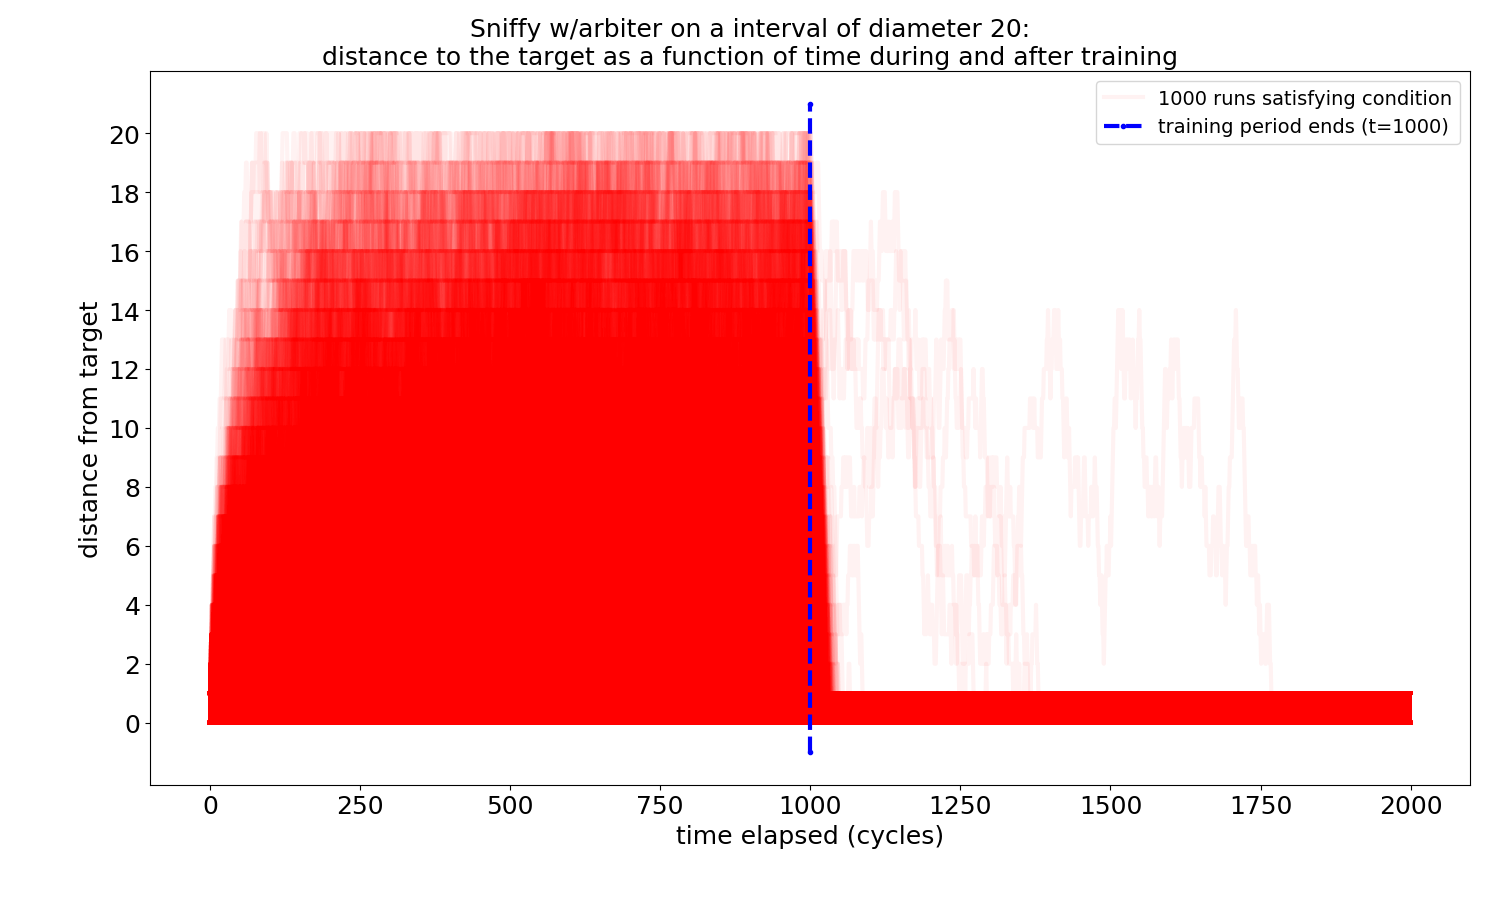 Sniffy w/arbiter on a interval of diameter 20:
distance to the target as a function of time during and after training
1000 runs satisfying condition
training period ends (t=1000)
distance from target
20
18
16
14
12
10
8
6
4
2
0
0 250 500 750 1000 1250 1500 1750 2000
time elapsed (cycles)